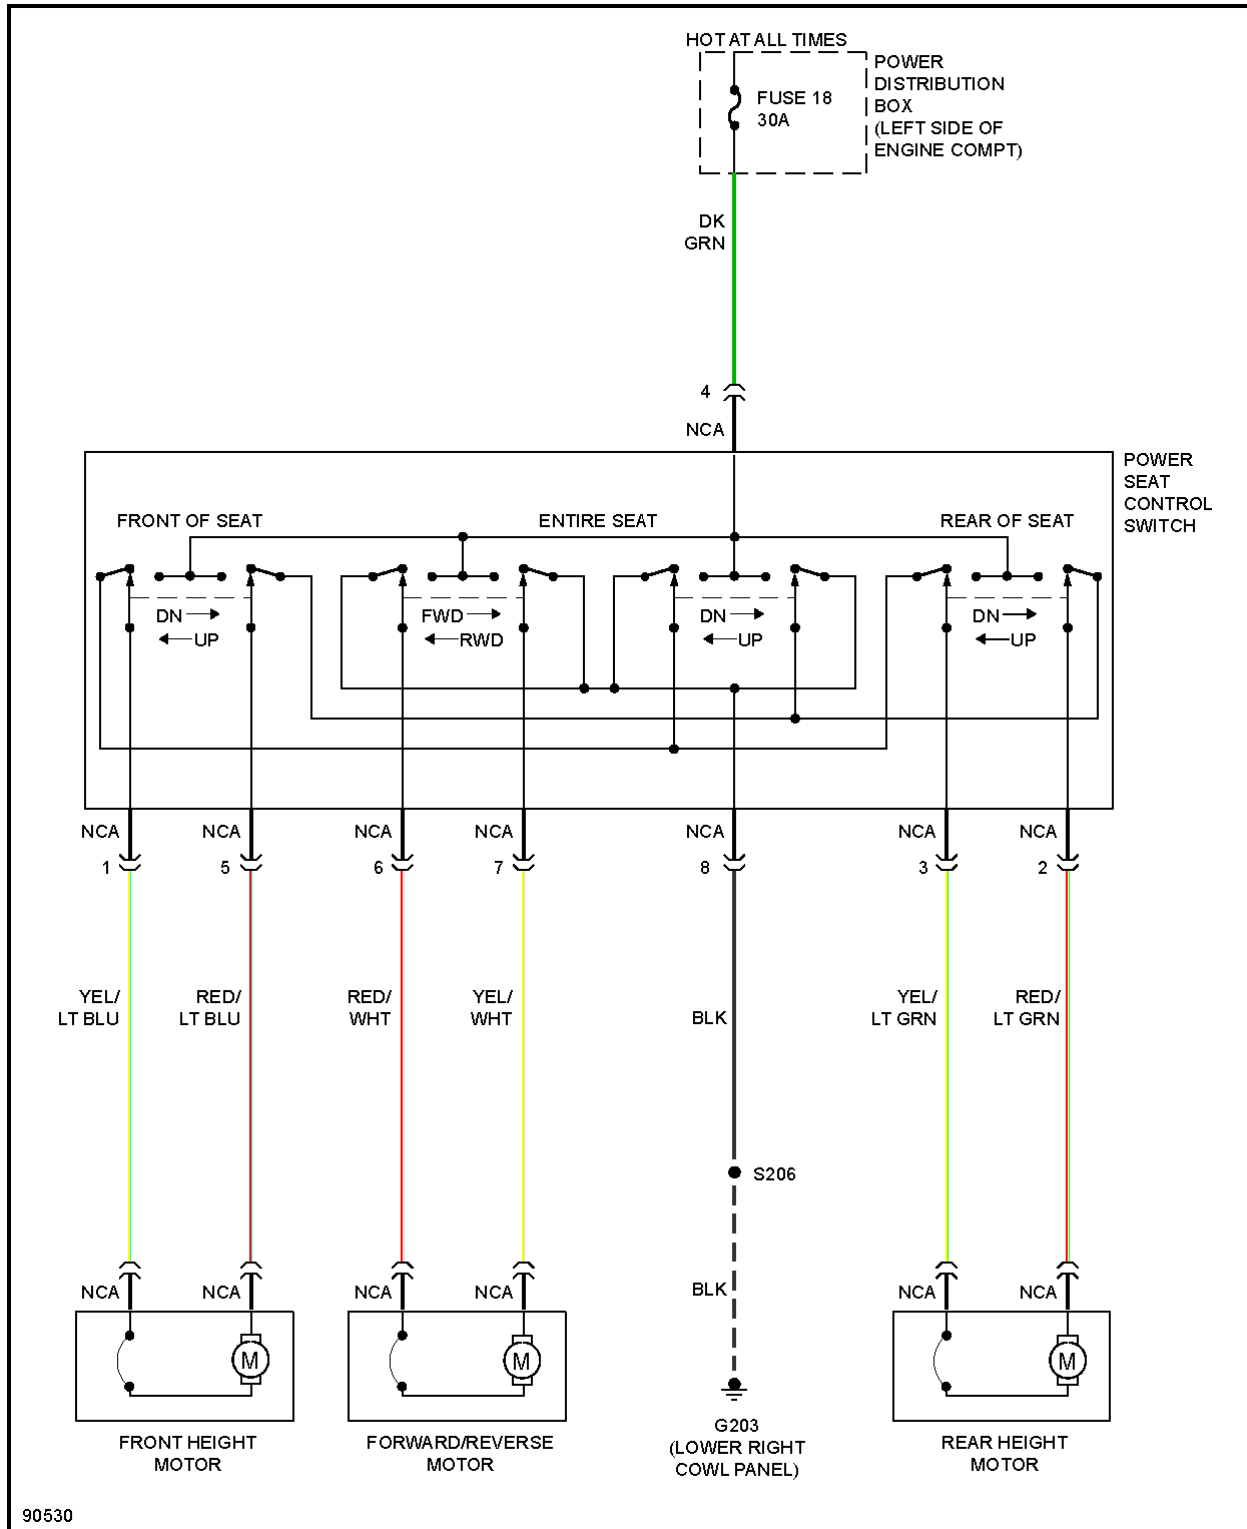 HOT AT ALL TIMES
FUSE 18
30A
POWER
DISTRIBUTION
BOX
(LEFT SIDE OF
ENGINE COMPT)
DK
GRN
4
NCA
POWER
SEAT
CONTROL
SWITCH
FRONT OF SEAT
ENTIRE SEAT
REAR OF SEAT
DN
UP
FWD
RWD
DN
UP
DN
UP
NCA
NCA
NCA
NCA
NCA
NCA
NCA
1
5
6
7
8
3
2
YEL/
LT BLU
RED/
LT BLU
RED/
WHT
YEL/
WHT
BLK
YEL/
LT GRN
RED/
LT GRN
S206
BLK
NCA
NCA
NCA
NCA
NCA
NCA
M
M
M
FRONT HEIGHT
MOTOR
FORWARD/REVERSE
MOTOR
G203
(LOWER RIGHT
COWL PANEL)
REAR HEIGHT
MOTOR
90530